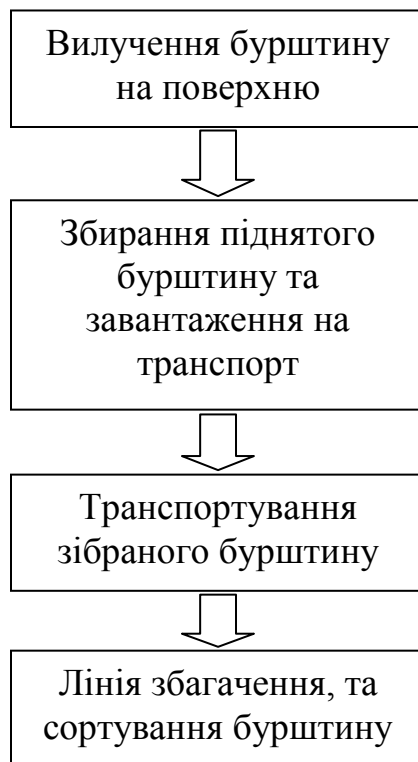 Вилучення бурштину
на поверхню
Збирання піднятого
бурштину та
завантаження на
транспорт
Транспортування
зібраного бурштину
Лінія збагачення, та
сортування бурштину